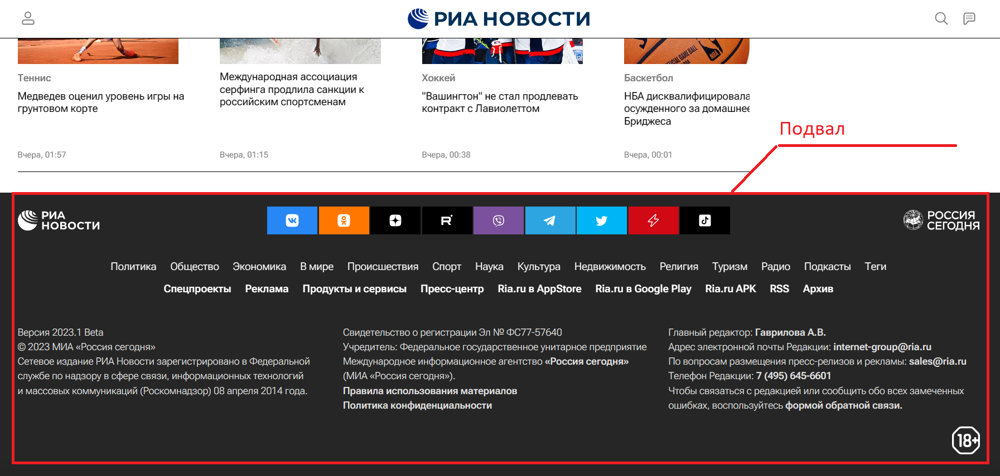 РИА НОВОСТИ
Теннис
Медведев оценил уровень игры на
грунтовом корте
Вчера, 01:57
Международная ассоциация
серфинга продлила санкции к
российским спортсменам
Вчера, 01:15
Хоккей
"Вашингтон" не стал продлевать
контракт с Лавиолеттом
Вчера, 00:38
OFFICIAL GAME BALL
Баскетбол
НБА дисквалифицировала
осужденного за домашнее
Бриджеса
Вчера, 00:01
Подвал
РИА
НОВОСТИ
РОССИЯ
СЕГОДНЯ
Политика Общество Экономика В мире Происшествия Спорт Наука Культура Недвижимость Религия Туризм Радио Подкасты Теги
Спецпроекты Реклама Продукты и сервисы Пресс-центр Ria.ru в AppStore Ria.ru в Google Play Ria.ru APK RSS Архив
Версия 2023.1 Beta
© 2023 МИА «Россия сегодня»
Сетевое издание РИА Новости зарегистрировано в Федеральной
службе по надзору в сфере связи, информационных технологий
и массовых коммуникаций (Роскомнадзор) 08 апреля 2014 года.
Свидетельство о регистрации Эл № ФС77-57640
Учредитель: Федеральное государственное унитарное предприятие
Международное информационное агентство «Россия сегодня»
(МИА «Россия сегодня»).
Правила использования материалов
Политика конфиденциальности
Главный редактор: Гаврилова А.В.
Адрес электронной почты Редакции: internet-group@ria.ru
По вопросам размещения пресс-релизов и рекламы: sales@ria.ru
Телефон Редакции: 7 (495) 645-6601
Чтобы связаться с редакцией или сообщить обо всех замеченных
ошибках, воспользуйтесь формой обратной связи.
18+